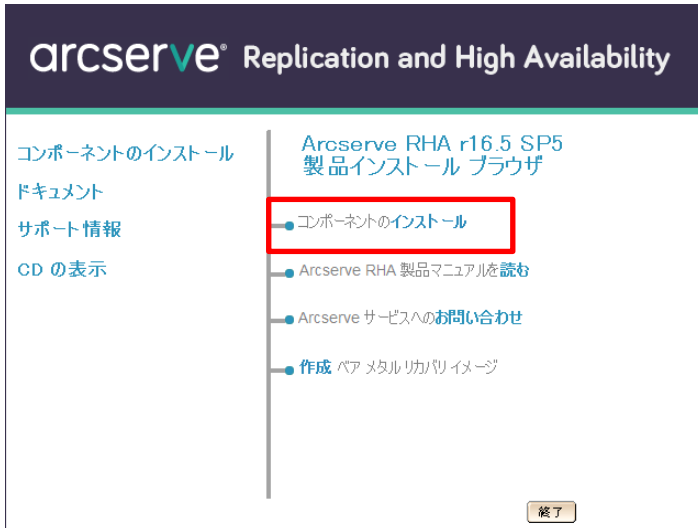 arcserve® Replication and High Availability
コンポーネントのインストール
ドキュメント
サポート情報
CD の表示
Arcserve RHA r16.5 SP5
製品インストール ブラウザ
コンポーネントのインストール
Arcserve RHA 製品マニュアルを読む
Arcserve サービスへのお問い合わせ
作成 ベア メタル リカバリ イメージ
終了